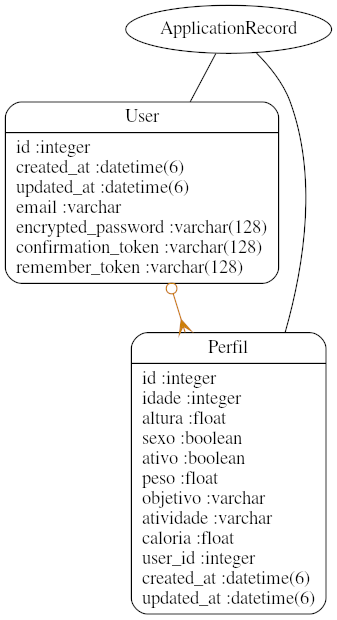 ApplicationRecord
User
id :integer
created_at :datetime(6)
updated_at :datetime(6)
email :varchar
encrypted_password :varchar(128)
confirmation_token :varchar(128)
remember_token :varchar(128)
Perfil
id :integer
idade :integer
altura :float
sexo :boolean
ativo :boolean
peso :float
objetivo :varchar
atividade :varchar
caloria :float
user_id :integer
created_at :datetime(6)
updated_at :datetime(6)